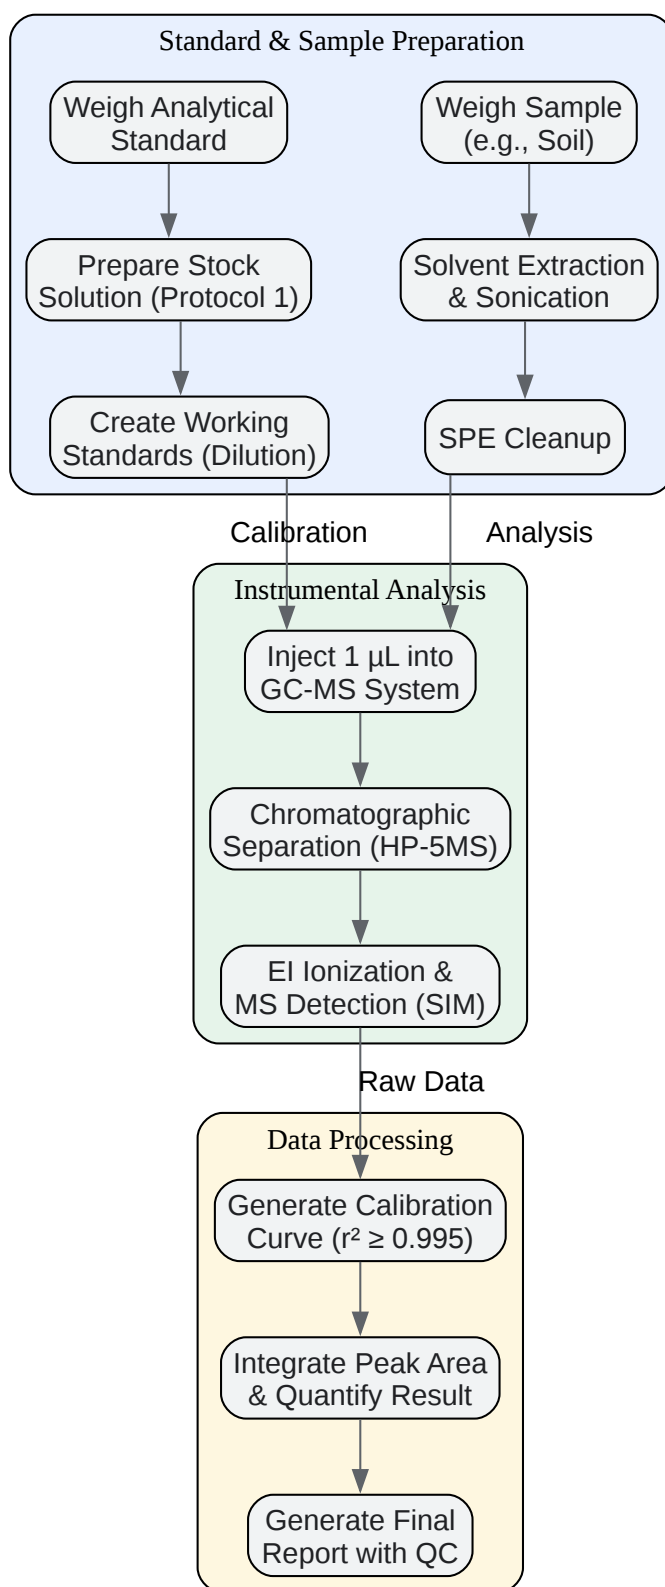 Standard & Sample Preparation
Weigh Analytical
Standard
Weigh Sample
(e.g., Soil)
Prepare Stock
Solution (Protocol 1)
Solvent Extraction
& Sonication
Create Working
Standards (Dilution)
SPE Cleanup
Calibration
Analysis
Instrumental Analysis
Inject 1 µL into
GC-MS System
Chromatographic
Separation (HP-5MS)
EI Ionization &
MS Detection (SIM)
Raw Data
Data Processing
Generate Calibration
Curve (r² ≥ 0.995)
Integrate Peak Area
& Quantify Result
Generate Final
Report with QC